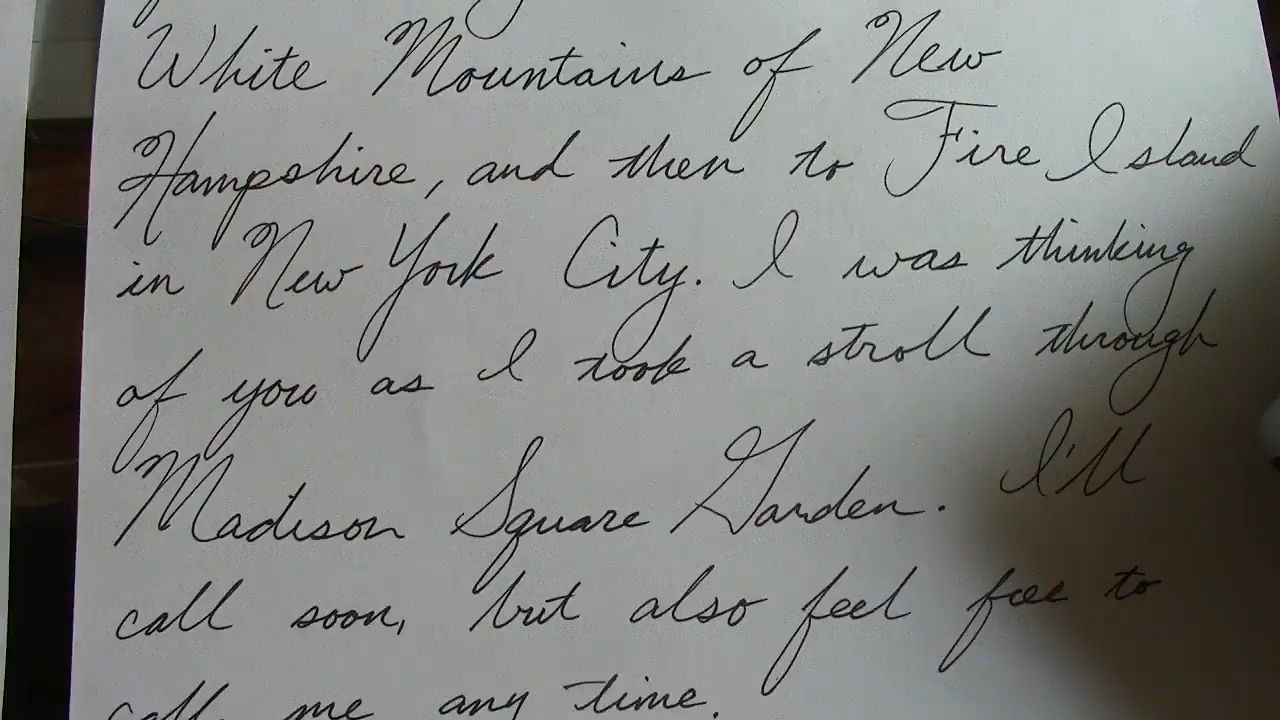 White Mountains of New
Hampshire, and then to Fire Island
in New York City. I was thinking
of you as I took a stroll through
Madison Square Garden. I'll
call soon, but also feel free to
call me any time.